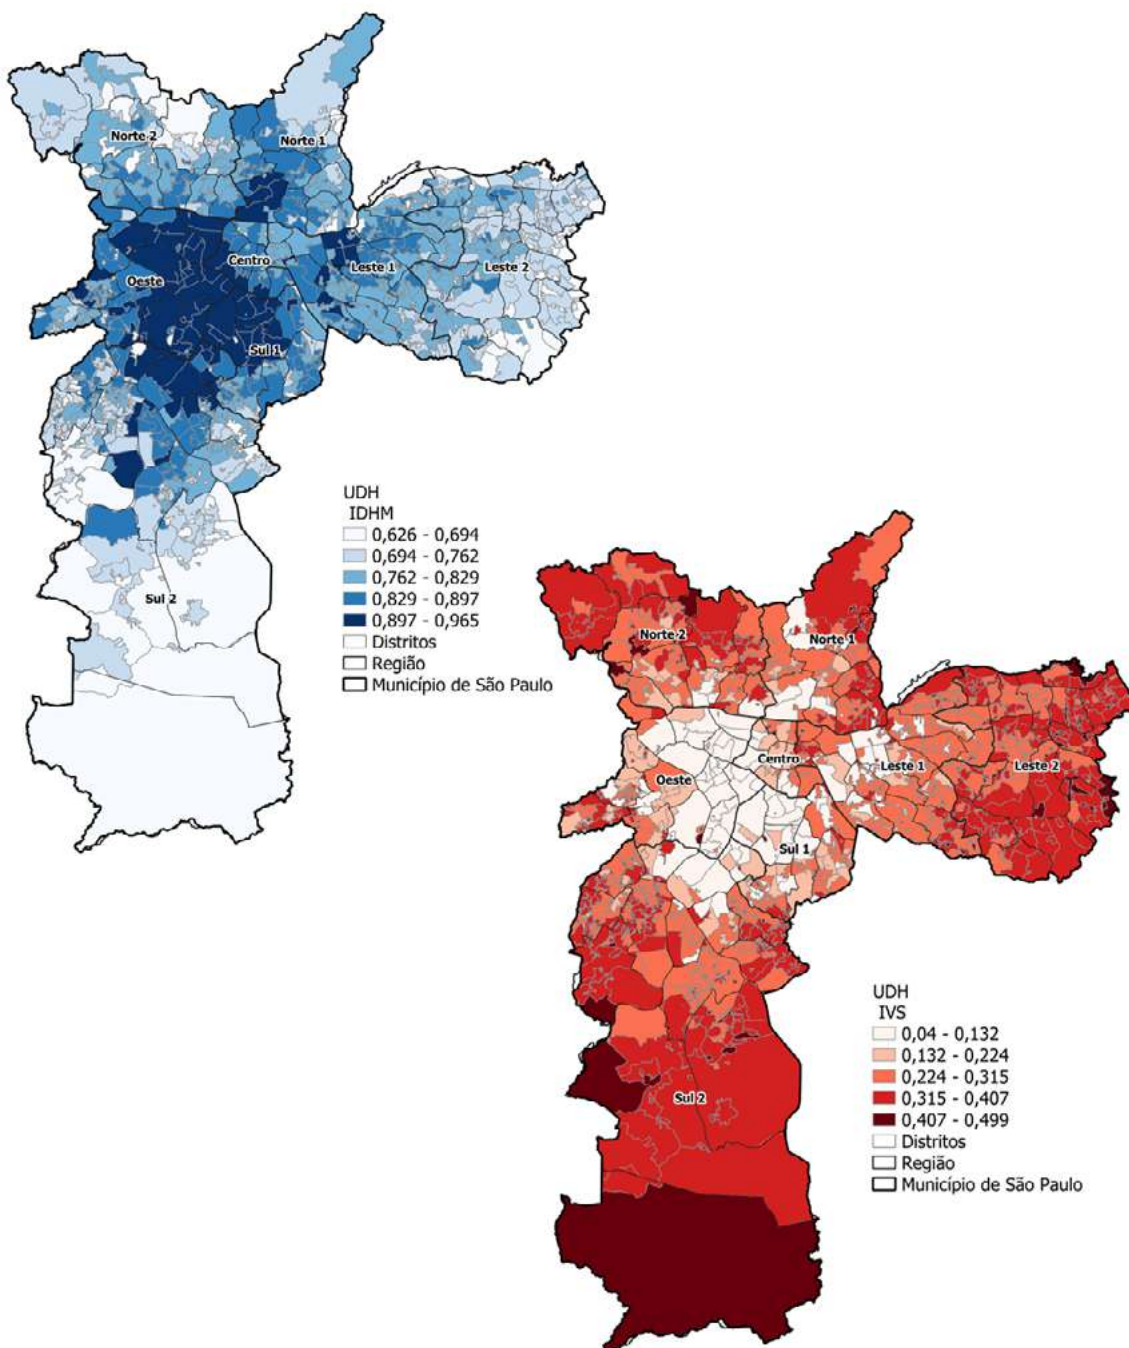 Norte 2
Norte 1
Centro
Leste 1
Leste 2
Oeste
Sul 1
Sul 2
UDH
IDHM
0,626 - 0,694
0,694 - 0,762
0,762 - 0,829
0,829 - 0,897
0,897 - 0,965
Distritos
Região
Município de São Paulo
Norte 2
Norte 1
Centro
Leste 1
Leste 2
Oeste
Sul 1
Sul 2
UDH
IVS
0,04 - 0,132
0,132 - 0,224
0,224 - 0,315
0,315 - 0,407
0,407 - 0,499
Distritos
Região
Município de São Paulo